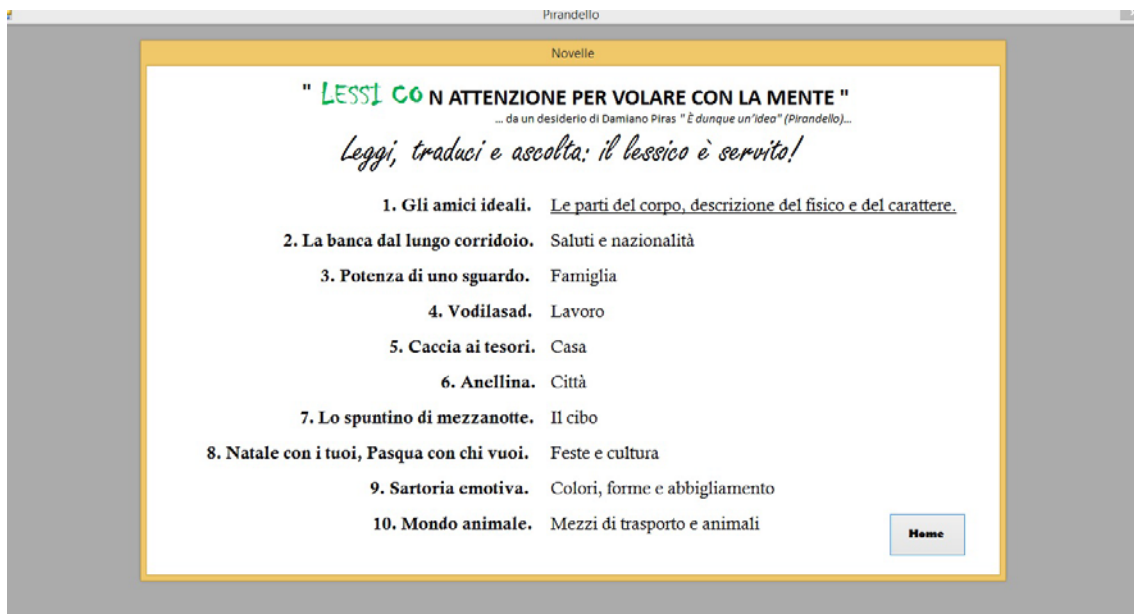 Pirandello
Novelle
" LESSI CO N ATTENZIONE PER VOLARE CON LA MENTE "
... da un desiderio di Damiano Piras " È dunque un'idea" (Pirandello)...
Leggi, traduci e ascolta: il lessico è servito!
1. Gli amici ideali. Le parti del corpo, descrizione del fisico e del carattere.
2. La banca dal lungo corridoio. Saluti e nazionalità
3. Potenza di uno sguardo. Famiglia
4. Vodilasad. Lavoro
5. Caccia ai tesori. Casa
6. Anellina. Città
7. Lo spuntino di mezzanotte. Il cibo
8. Natale con i tuoi, Pasqua con chi vuoi. Feste e cultura
9. Sartoria emotiva. Colori, forme e abbigliamento
10. Mondo animale. Mezzi di trasporto e animali
Home